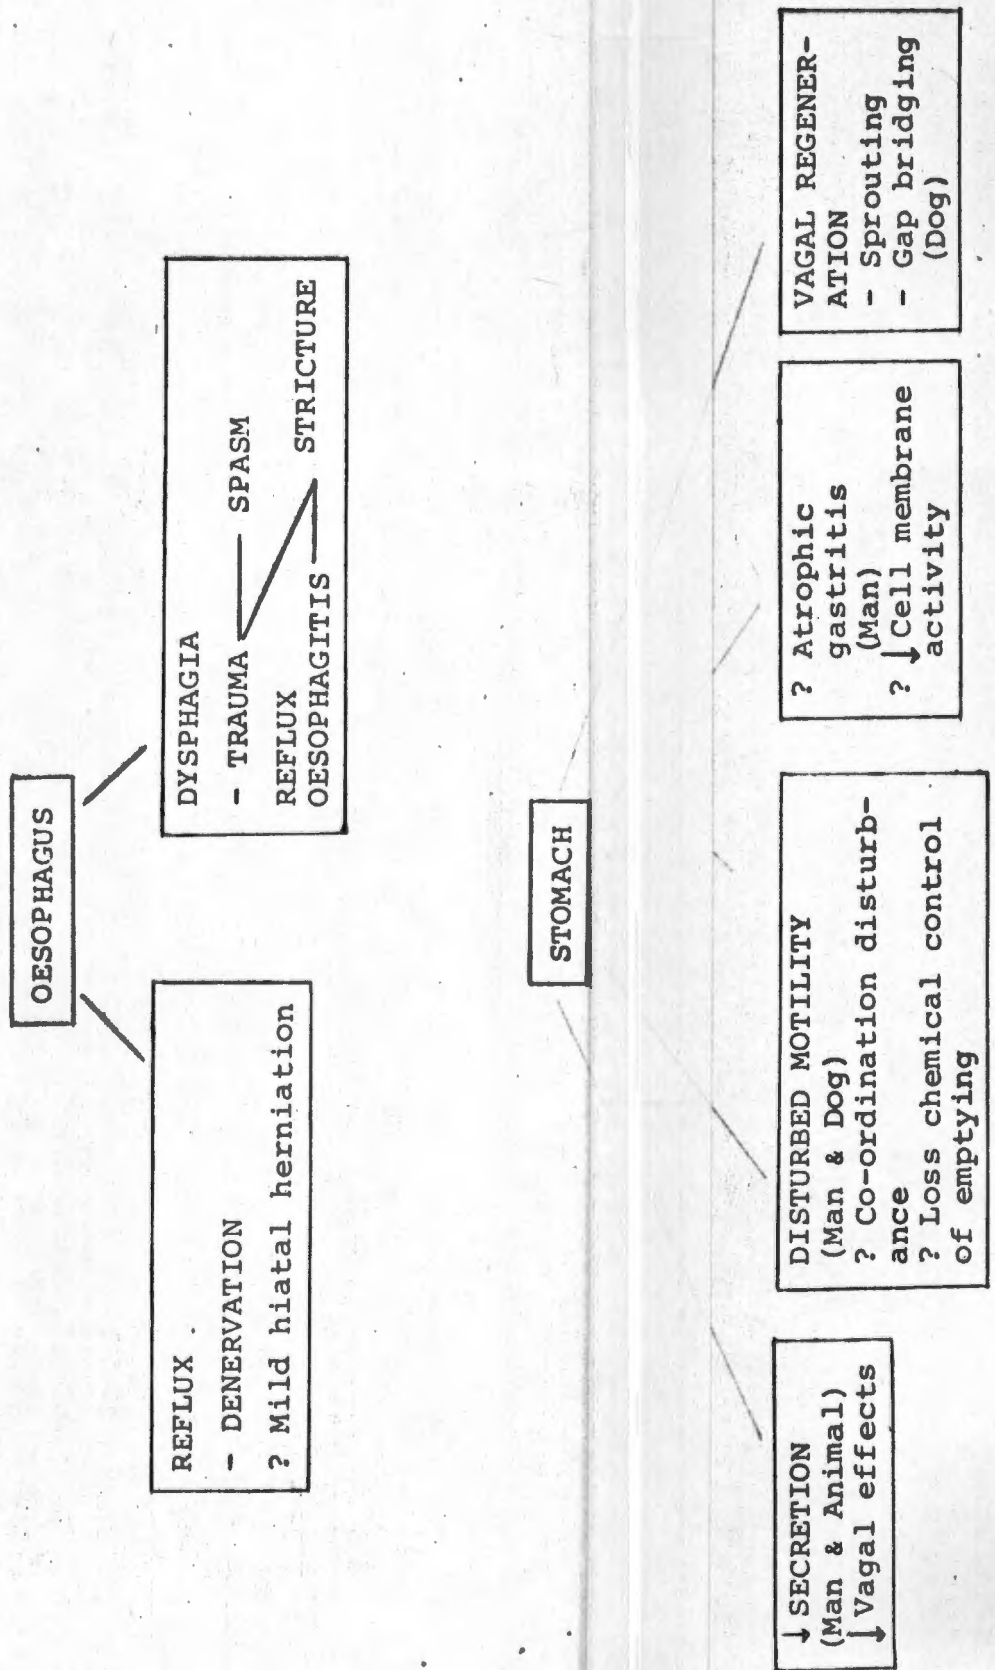 OESOPHAGUS
REFLUX
- DENERVATION
? Mild hiatal herniation
DYSPHAGIA
- TRAUMA SPASM
REFLUX
OESOPHAGITIS STRICTURE
STOMACH
↓ SECRETION
(Man & Animal)
↓ Vagal effects
DISTURBED MOTILITY
(Man & Dog)
? Co-ordination disturb-
ance
? Loss chemical control
of emptying
? Atrophic
gastritis
(Man)
? ↓ Cell membrane
activity
VAGAL REGENER-
ATION
- Sprouting
- Gap bridging
(Dog)